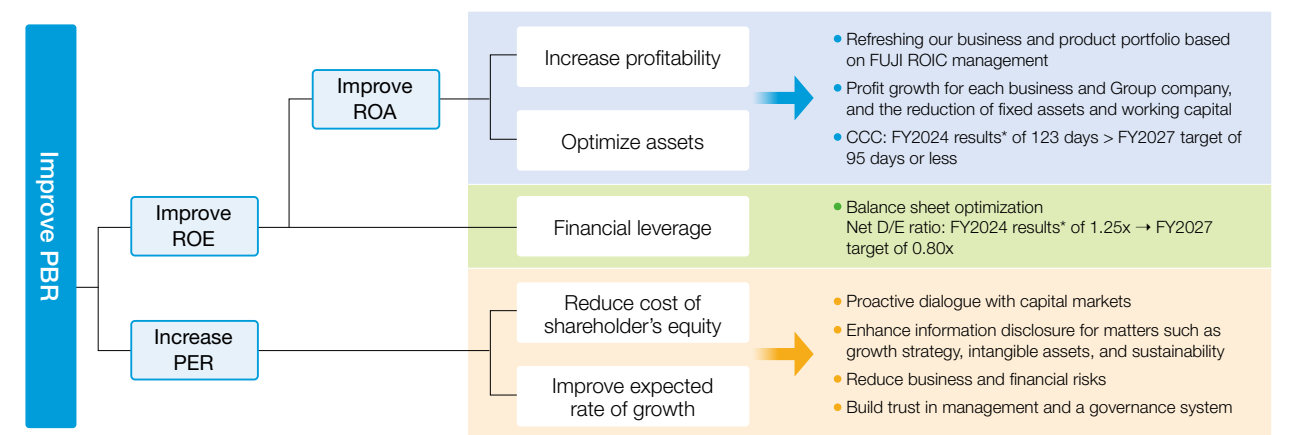 Improve PBR
Improve
ROE
Increase
PER
Improve
ROA
Increase profitability
Optimize assets
• Refreshing our business and product portfolio based
on FUJI ROIC management
• Profit growth for each business and Group company,
and the reduction of fixed assets and working capital
• CCC: FY2024 results* of 123 days > FY2027 target of
95 days or less
Financial leverage
• Balance sheet optimization
Net D/E ratio: FY2024 results* of 1.25x → FY2027
target of 0.80x
Reduce cost of
shareholder’s equity
Improve expected
rate of growth
• Proactive dialogue with capital markets
• Enhance information disclosure for matters such as
growth strategy, intangible assets, and sustainability
• Reduce business and financial risks
• Build trust in management and a governance system